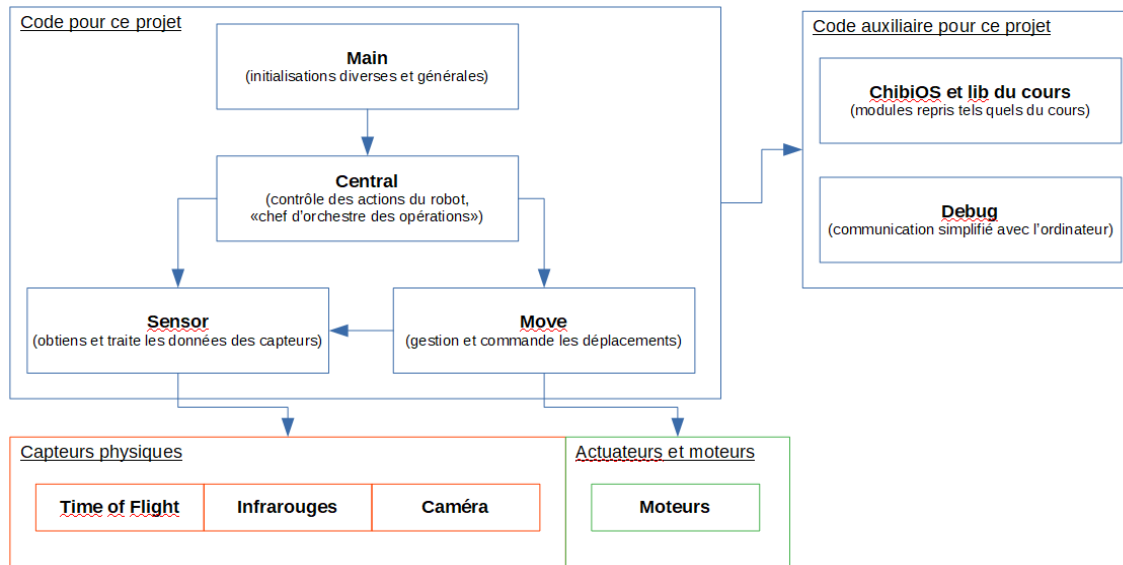 Code pour ce projet
Main
(initialisations diverses et générales)
Central
(contrôle des actions du robot,
«chef d'orchestre des opérations»)
Sensor
(obtiens et traite les données des capteurs)
Move
(gestion et commande les déplacements)
Code auxiliaire pour ce projet
ChibiOS et lib du cours
(modules repris tels quels du cours)
Debug
(communication simplifié avec l'ordinateur)
Capteurs physiques
Time of Flight
Infrarouges
Caméra
Actuateurs et moteurs
Moteurs